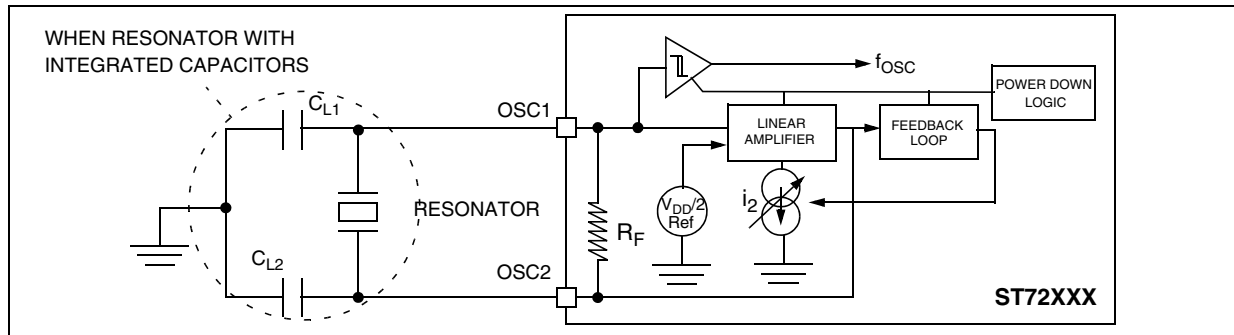 WHEN RESONATOR WITH
INTEGRATED CAPACITORS
CL1
OSC1
fOSC
POWER DOWN
LOGIC
LINEAR
AMPLIFIER
FEEDBACK
LOOP
RESONATOR
RF
VDD/2
Ref
i2
CL2
OSC2
ST72XXX